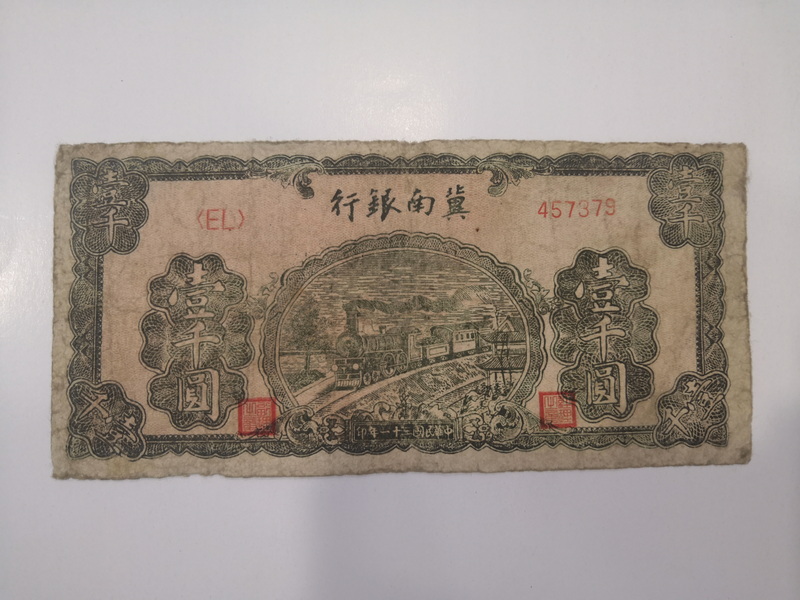 壹千
〈EL〉
冀南銀行
457379
壹千
壹千圓
壹千圓
中華民國三十一年印